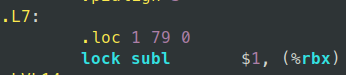 .L7:
.loc 1 79 0
lock subl $1, (%rbx)